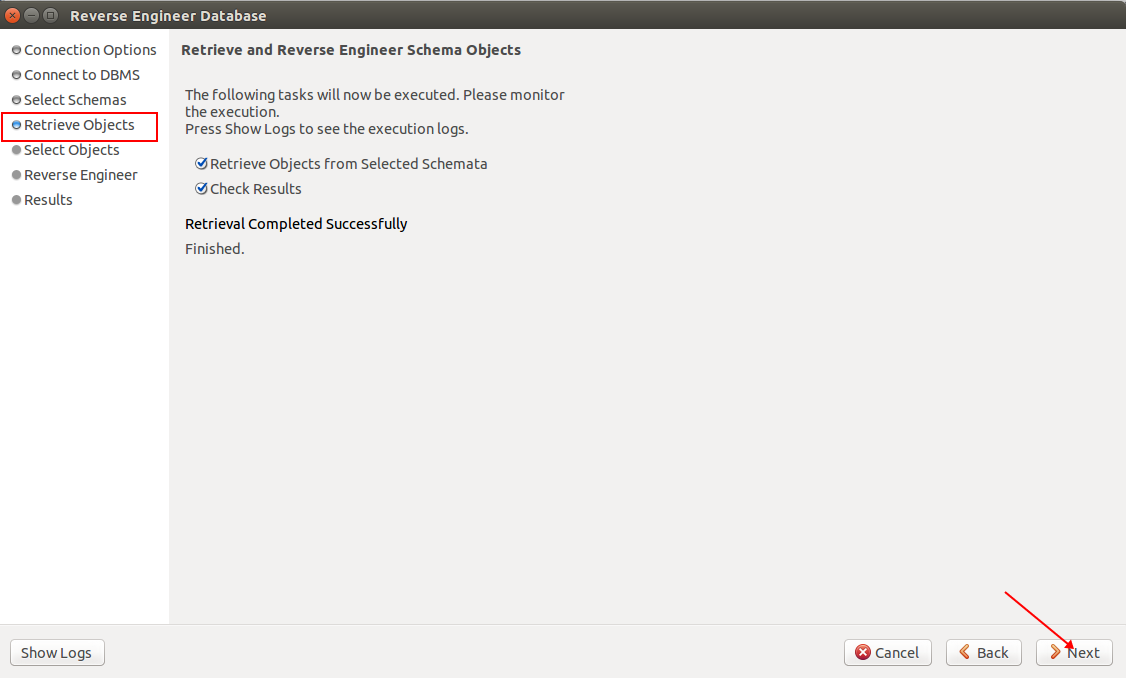 Reverse Engineer Database
Connection Options
Connect to DBMS
Select Schemas
Retrieve Objects
Select Objects
Reverse Engineer
Results
Retrieve and Reverse Engineer Schema Objects
The following tasks will now be executed. Please monitor
the execution.
Press Show Logs to see the execution logs.
Retrieve Objects from Selected Schemata
Check Results
Retrieval Completed Successfully
Finished.
Show Logs
Cancel
Back
Next